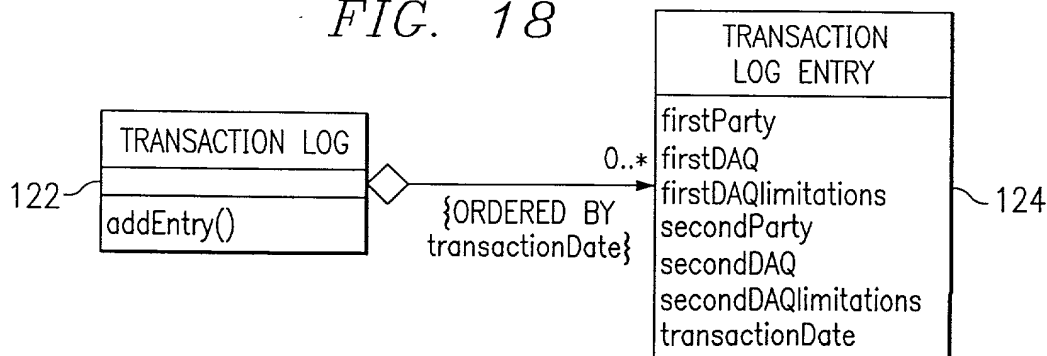 FIG. 18
TRANSACTION LOG
addEntry()
122
0..*
{ORDERED BY
transactionDate}
TRANSACTION
LOG ENTRY
firstParty
firstDAQ
firstDAQlimitations
secondParty
secondDAQ
secondDAQlimitations
transactionDate
124